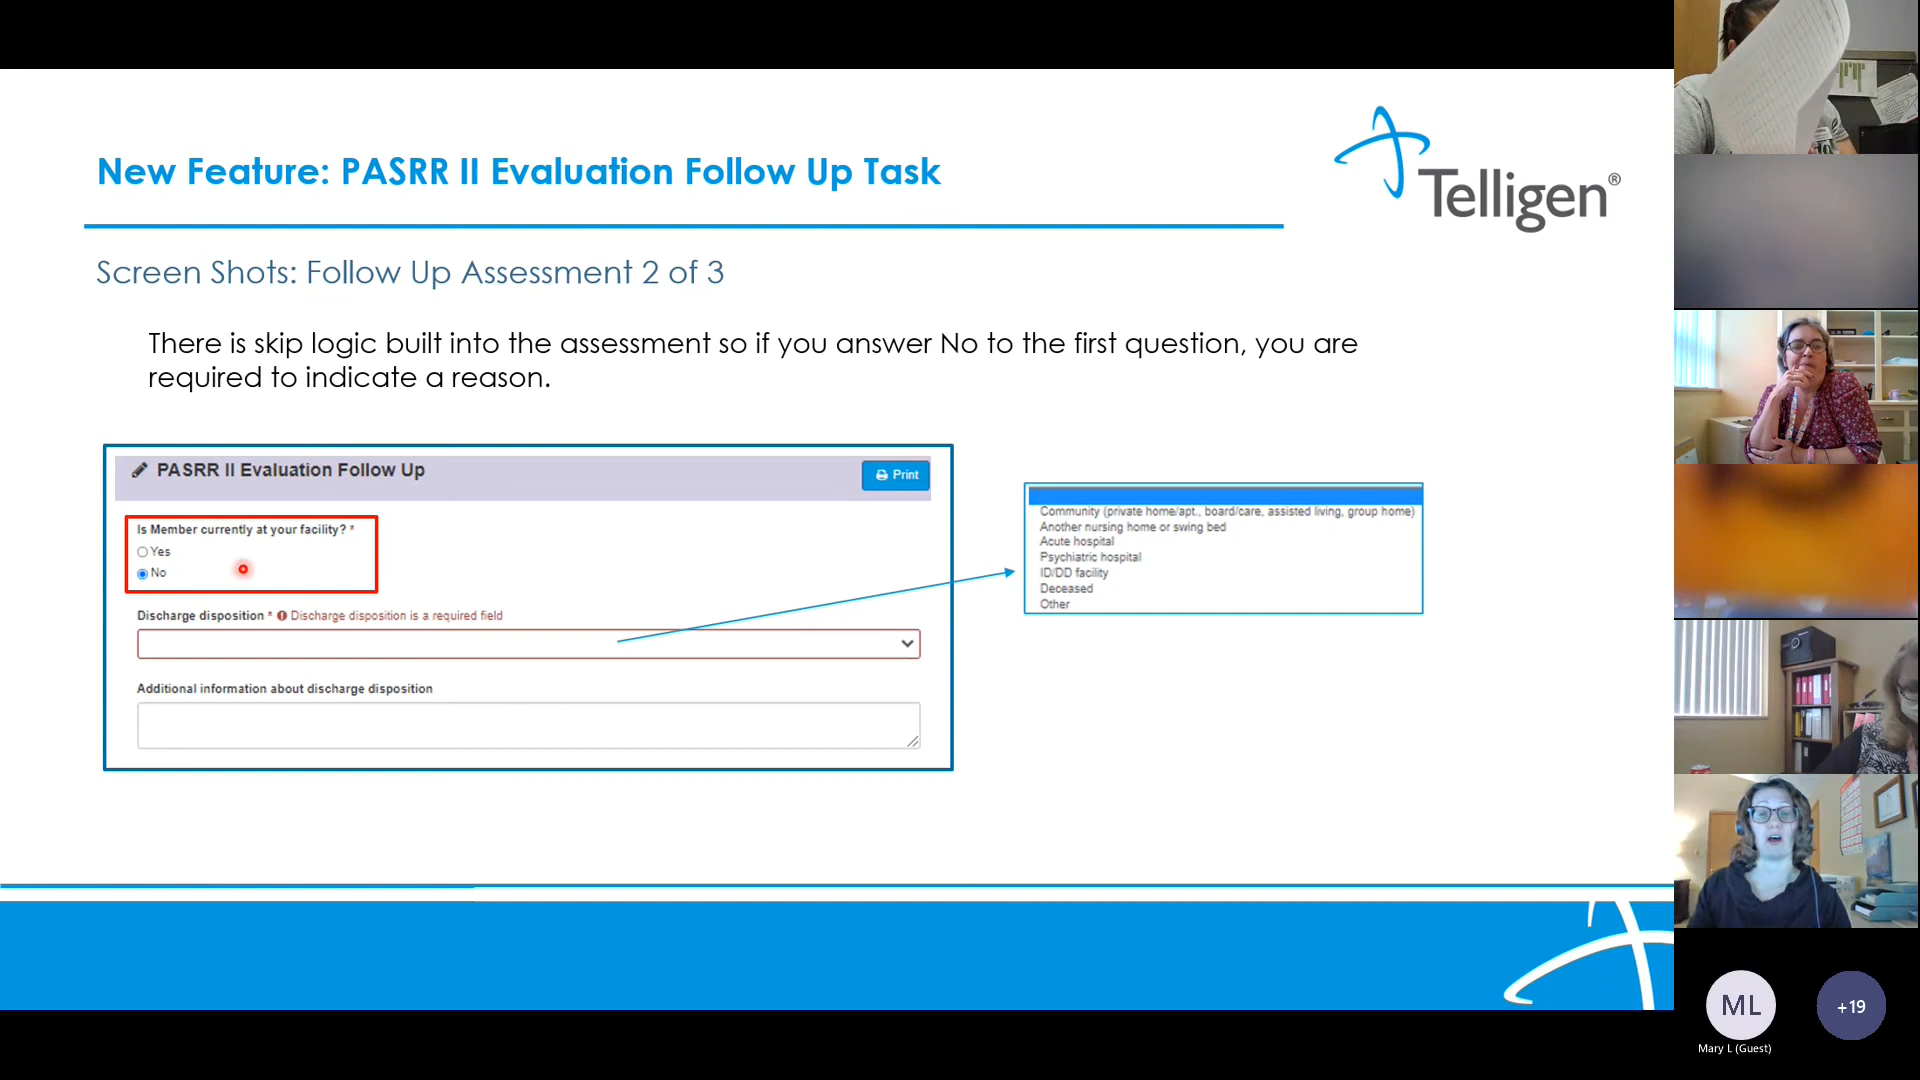 New Feature: PASRR II Evaluation Follow Up Task
Telligen®
Screen Shots: Follow Up Assessment 2 of 3
There is skip logic built into the assessment so if you answer No to the first question, you are
required to indicate a reason.
PASRR II Evaluation Follow Up
Print
Is Member currently at your facility? *
Yes
No
Discharge disposition * Discharge disposition is a required field
Additional information about discharge disposition
Community (private home/apt., board/care, assisted living, group home)
Another nursing home or swing bed
Acute hospital
Psychiatric hospital
ID/DD facility
Deceased
Other
ML
+19
Mary L (Guest)